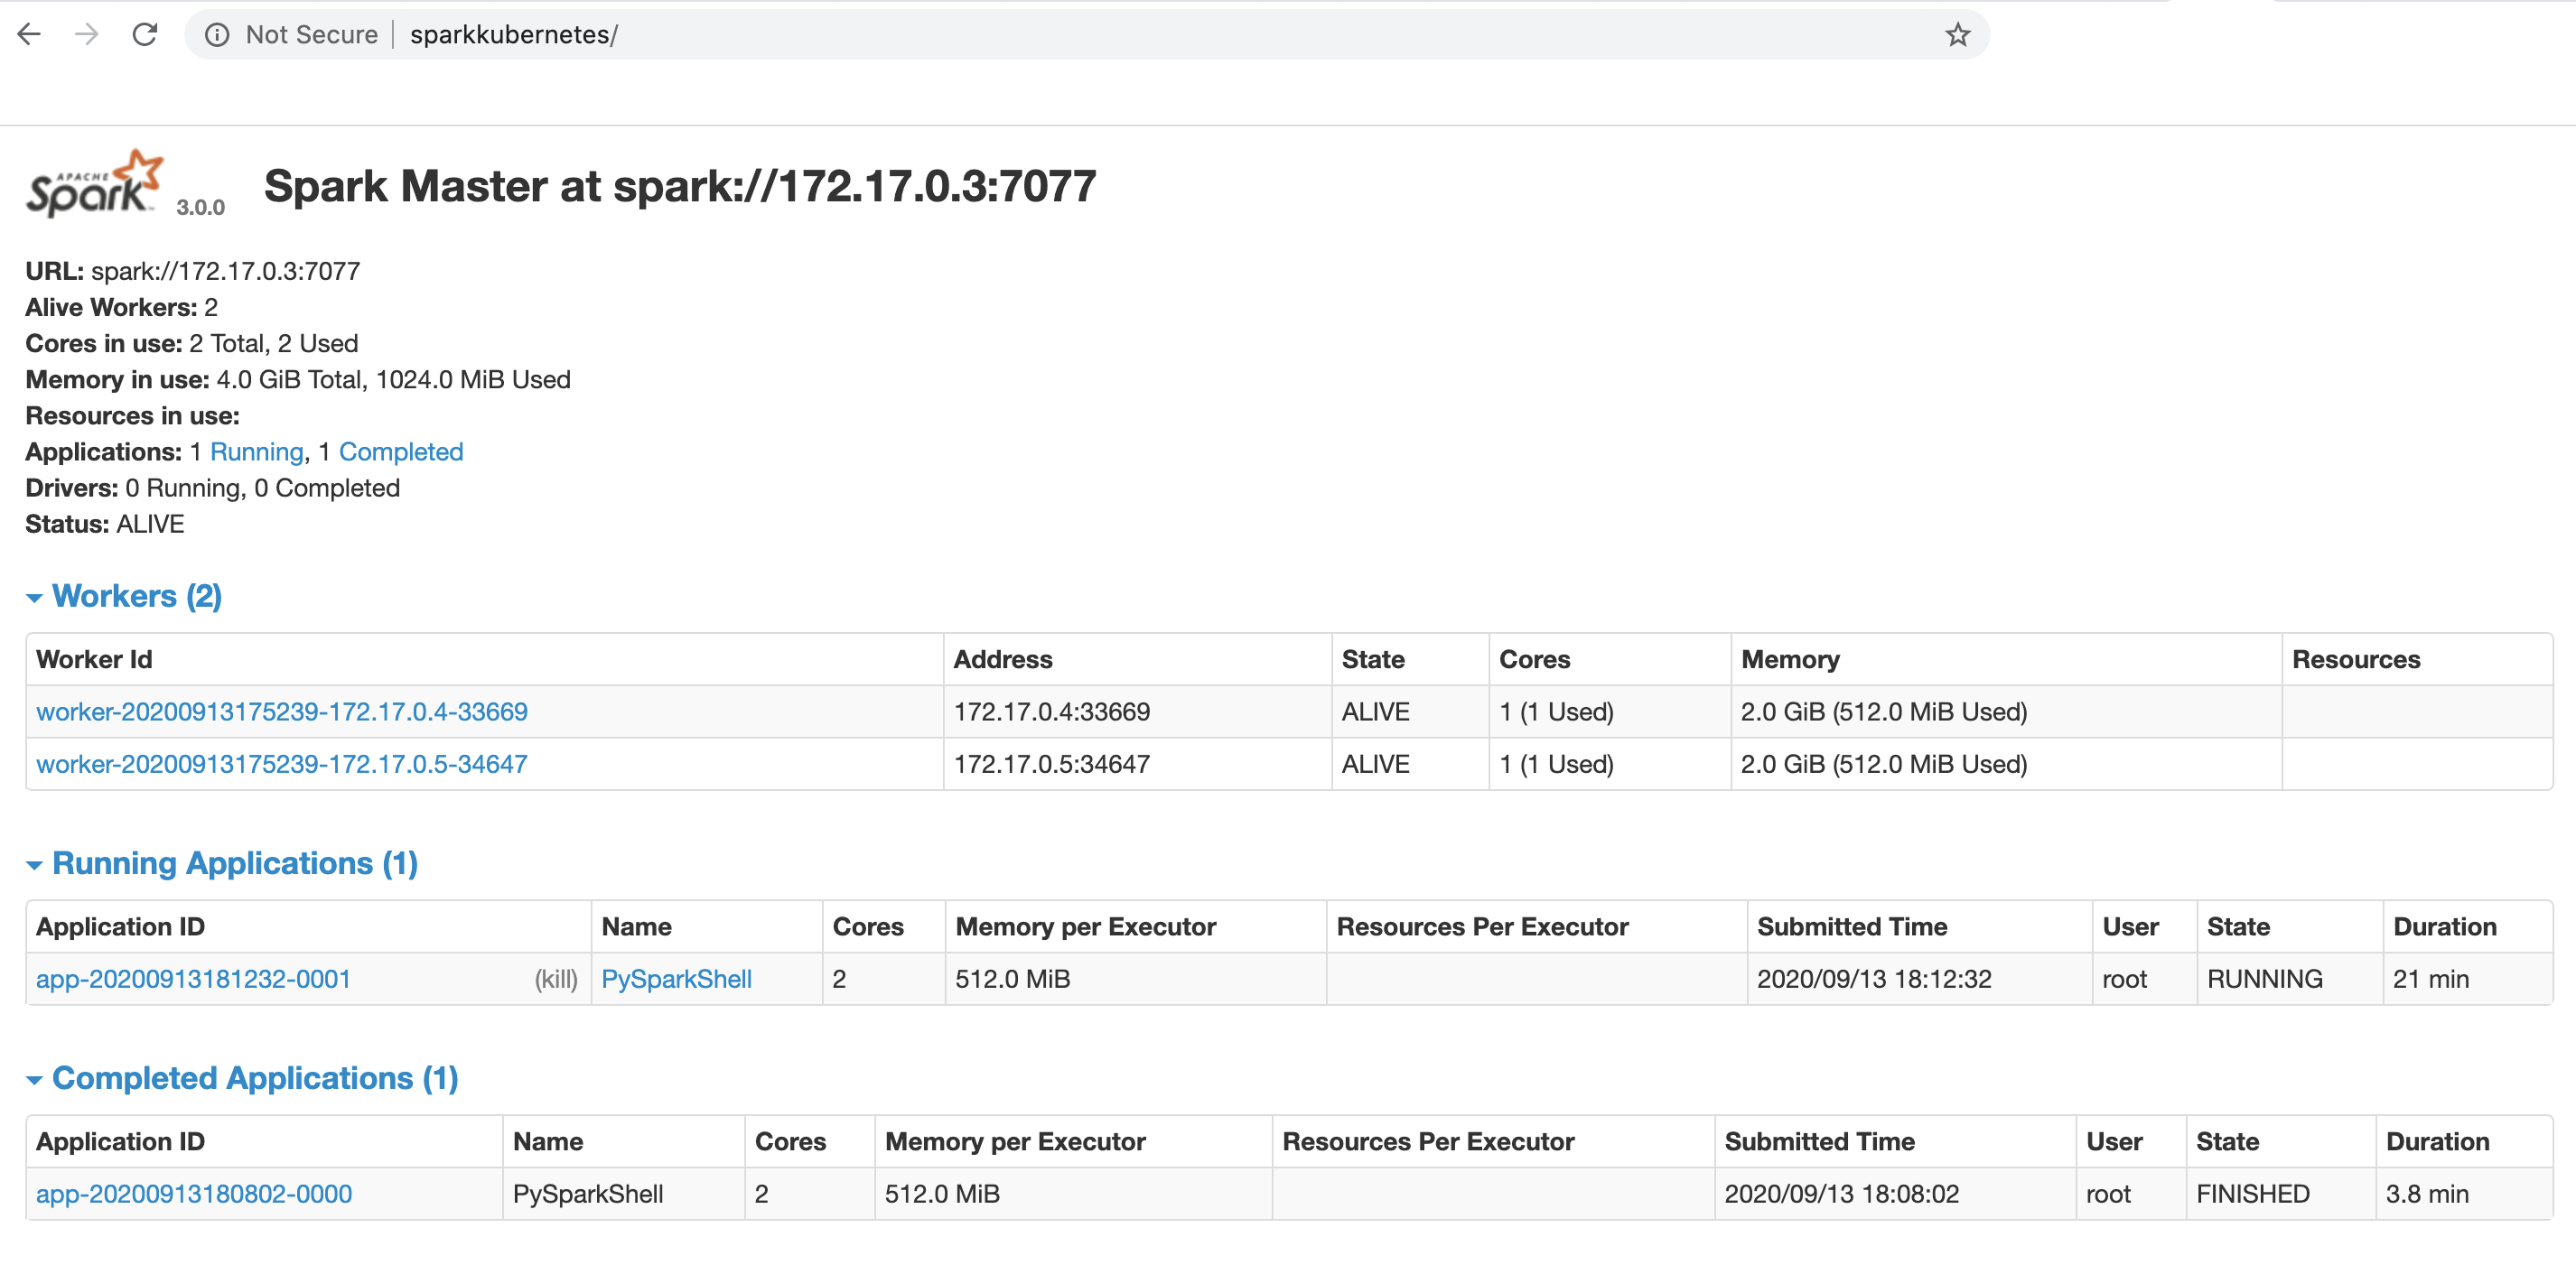 Not Secure | sparkkubernetes/
APACHE
Spark™ 3.0.0 Spark Master at spark://172.17.0.3:7077
URL: spark://172.17.0.3:7077
Alive Workers: 2
Cores in use: 2 Total, 2 Used
Memory in use: 4.0 GiB Total, 1024.0 MiB Used
Resources in use:
Applications: 1 Running, 1 Completed
Drivers: 0 Running, 0 Completed
Status: ALIVE
Workers (2)
Worker Id Address State Cores Memory Resources
worker-20200913175239-172.17.0.4-33669 172.17.0.4:33669 ALIVE 1 (1 Used) 2.0 GiB (512.0 MiB Used)
worker-20200913175239-172.17.0.5-34647 172.17.0.5:34647 ALIVE 1 (1 Used) 2.0 GiB (512.0 MiB Used)
Running Applications (1)
Application ID Name Cores Memory per Executor Resources Per Executor Submitted Time User State Duration
app-20200913181232-0001 (kill) PySparkShell 2 512.0 MiB 2020/09/13 18:12:32 root RUNNING 21 min
Completed Applications (1)
Application ID Name Cores Memory per Executor Resources Per Executor Submitted Time User State Duration
app-20200913180802-0000 PySparkShell 2 512.0 MiB 2020/09/13 18:08:02 root FINISHED 3.8 min